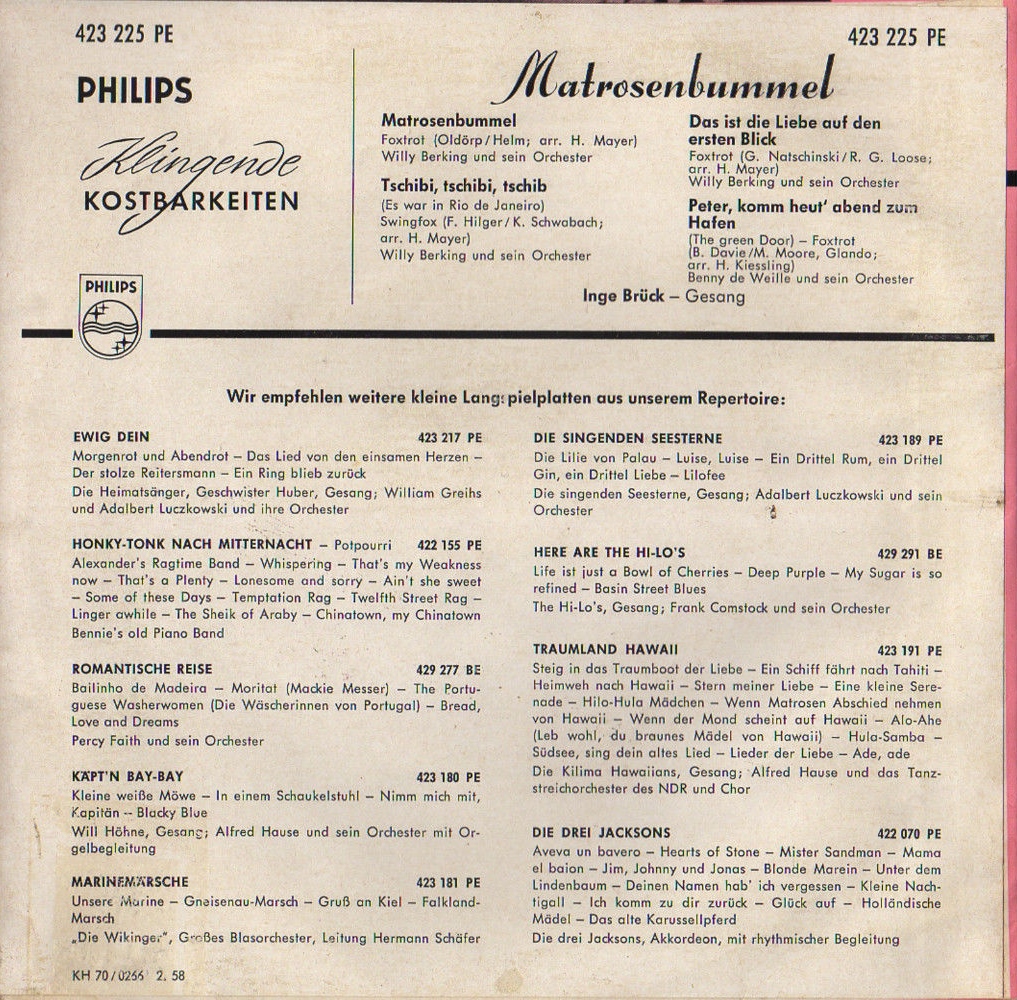 423 225 PE
423 225 PE
PHILIPS
Klingende
KOSTBARKEITEN
PHILIPS
Matrosenbummel
Matrosenbummel
Foxtrot (Oldörp/Helm; arr. H. Mayer)
Willy Berking und sein Orchester
Tschibi, tschibi, tschib
(Es war in Rio de Janeiro)
Swingfox (F. Hilger/K. Schwabach;
arr. H. Mayer)
Willy Berking und sein Orchester
Das ist die Liebe auf den
ersten Blick
Foxtrot (G. Natschinski/R. G. Loose;
arr. H. Mayer)
Willy Berking und sein Orchester
Peter, komm heut' abend zum
Hafen
(The green Door) – Foxtrot
(B. Davie/M. Moore, Glando;
arr. H. Kiessling)
Benny de Weille und sein Orchester
Inge Brück – Gesang
Wir empfehlen weitere kleine Langspielplatten aus unserem Repertoire:
EWIG DEIN 423 217 PE
Morgenrot und Abendrot – Das Lied von den einsamen Herzen –
Der stolze Reitersmann – Ein Ring blieb zurück
Die Heimatsänger, Geschwister Huber, Gesang; William Greihs
und Adalbert Luczkowski und ihre Orchester
HONKY-TONK NACH MITTERNACHT – Potpourri 422 155 PE
Alexander's Ragtime Band – Whispering – That's my Weakness
now – That's a Plenty – Lonesome and sorry – Ain't she sweet
– Some of these Days – Temptation Rag – Twelfth Street Rag –
Linger awhile – The Sheik of Araby – Chinatown, my Chinatown
Bennie's old Piano Band
ROMANTISCHE REISE 429 277 BE
Bailinho de Madeira – Moritat (Mackie Messer) – The Portu-
guese Washerwomen (Die Wäscherinnen von Portugal) – Bread,
Love and Dreams
Percy Faith und sein Orchester
KÄPT'N BAY-BAY 423 180 PE
Kleine weiße Möwe – In einem Schaukelstuhl – Nimm mich mit,
Kapitän – Blacky Blue
Will Höhne, Gesang; Alfred Hause und sein Orchester mit Or-
gelbegleitung
MARINEMÄRSCHE 423 181 PE
Unsere Marine – Gneisenau-Marsch – Gruß an Kiel – Falkland-
Marsch
„Die Wikinger", Großes Blasorchester, Leitung Hermann Schäfer
KH 70/0266 2. 58
DIE SINGENDEN SEESTERNE 423 189 PE
Die Lilie von Palau – Luise, Luise – Ein Drittel Rum, ein Drittel
Gin, ein Drittel Liebe – Lilofee
Die singenden Seesterne, Gesang; Adalbert Luczkowski und sein
Orchester
HERE ARE THE HI-LO'S 429 291 BE
Life ist just a Bowl of Cherries – Deep Purple – My Sugar is so
refined – Basin Street Blues
The Hi-Lo's, Gesang; Frank Comstock und sein Orchester
TRAUMLAND HAWAII 423 191 PE
Steig in das Traumboot der Liebe – Ein Schiff fährt nach Tahiti –
Heimweh nach Hawaii – Stern meiner Liebe – Eine kleine Sere-
nade – Hilo-Hula Mädchen – Wenn Matrosen Abschied nehmen
von Hawaii – Wenn der Mond scheint auf Hawaii – Alo-Ahe
(Leb wohl, du braunes Mädel von Hawaii) – Hula-Samba –
Südsee, sing dein altes Lied – Lieder der Liebe – Ade, ade
Die Kilima Hawaiians, Gesang; Alfred Hause und das Tanz-
streichorchester des NDR und Chor
DIE DREI JACKSONS 422 070 PE
Aveva un bavero – Hearts of Stone – Mister Sandman – Mama
el baion – Jim, Johnny und Jonas – Blonde Marein – Unter dem
Lindenbaum – Deinen Namen hab' ich vergessen – Kleine Nach-
tigall – Ich komm zu dir zurück – Glück auf – Holländische
Mädel – Das alte Karussellpferd
Die drei Jacksons, Akkordeon, mit rhythmischer Begleitung